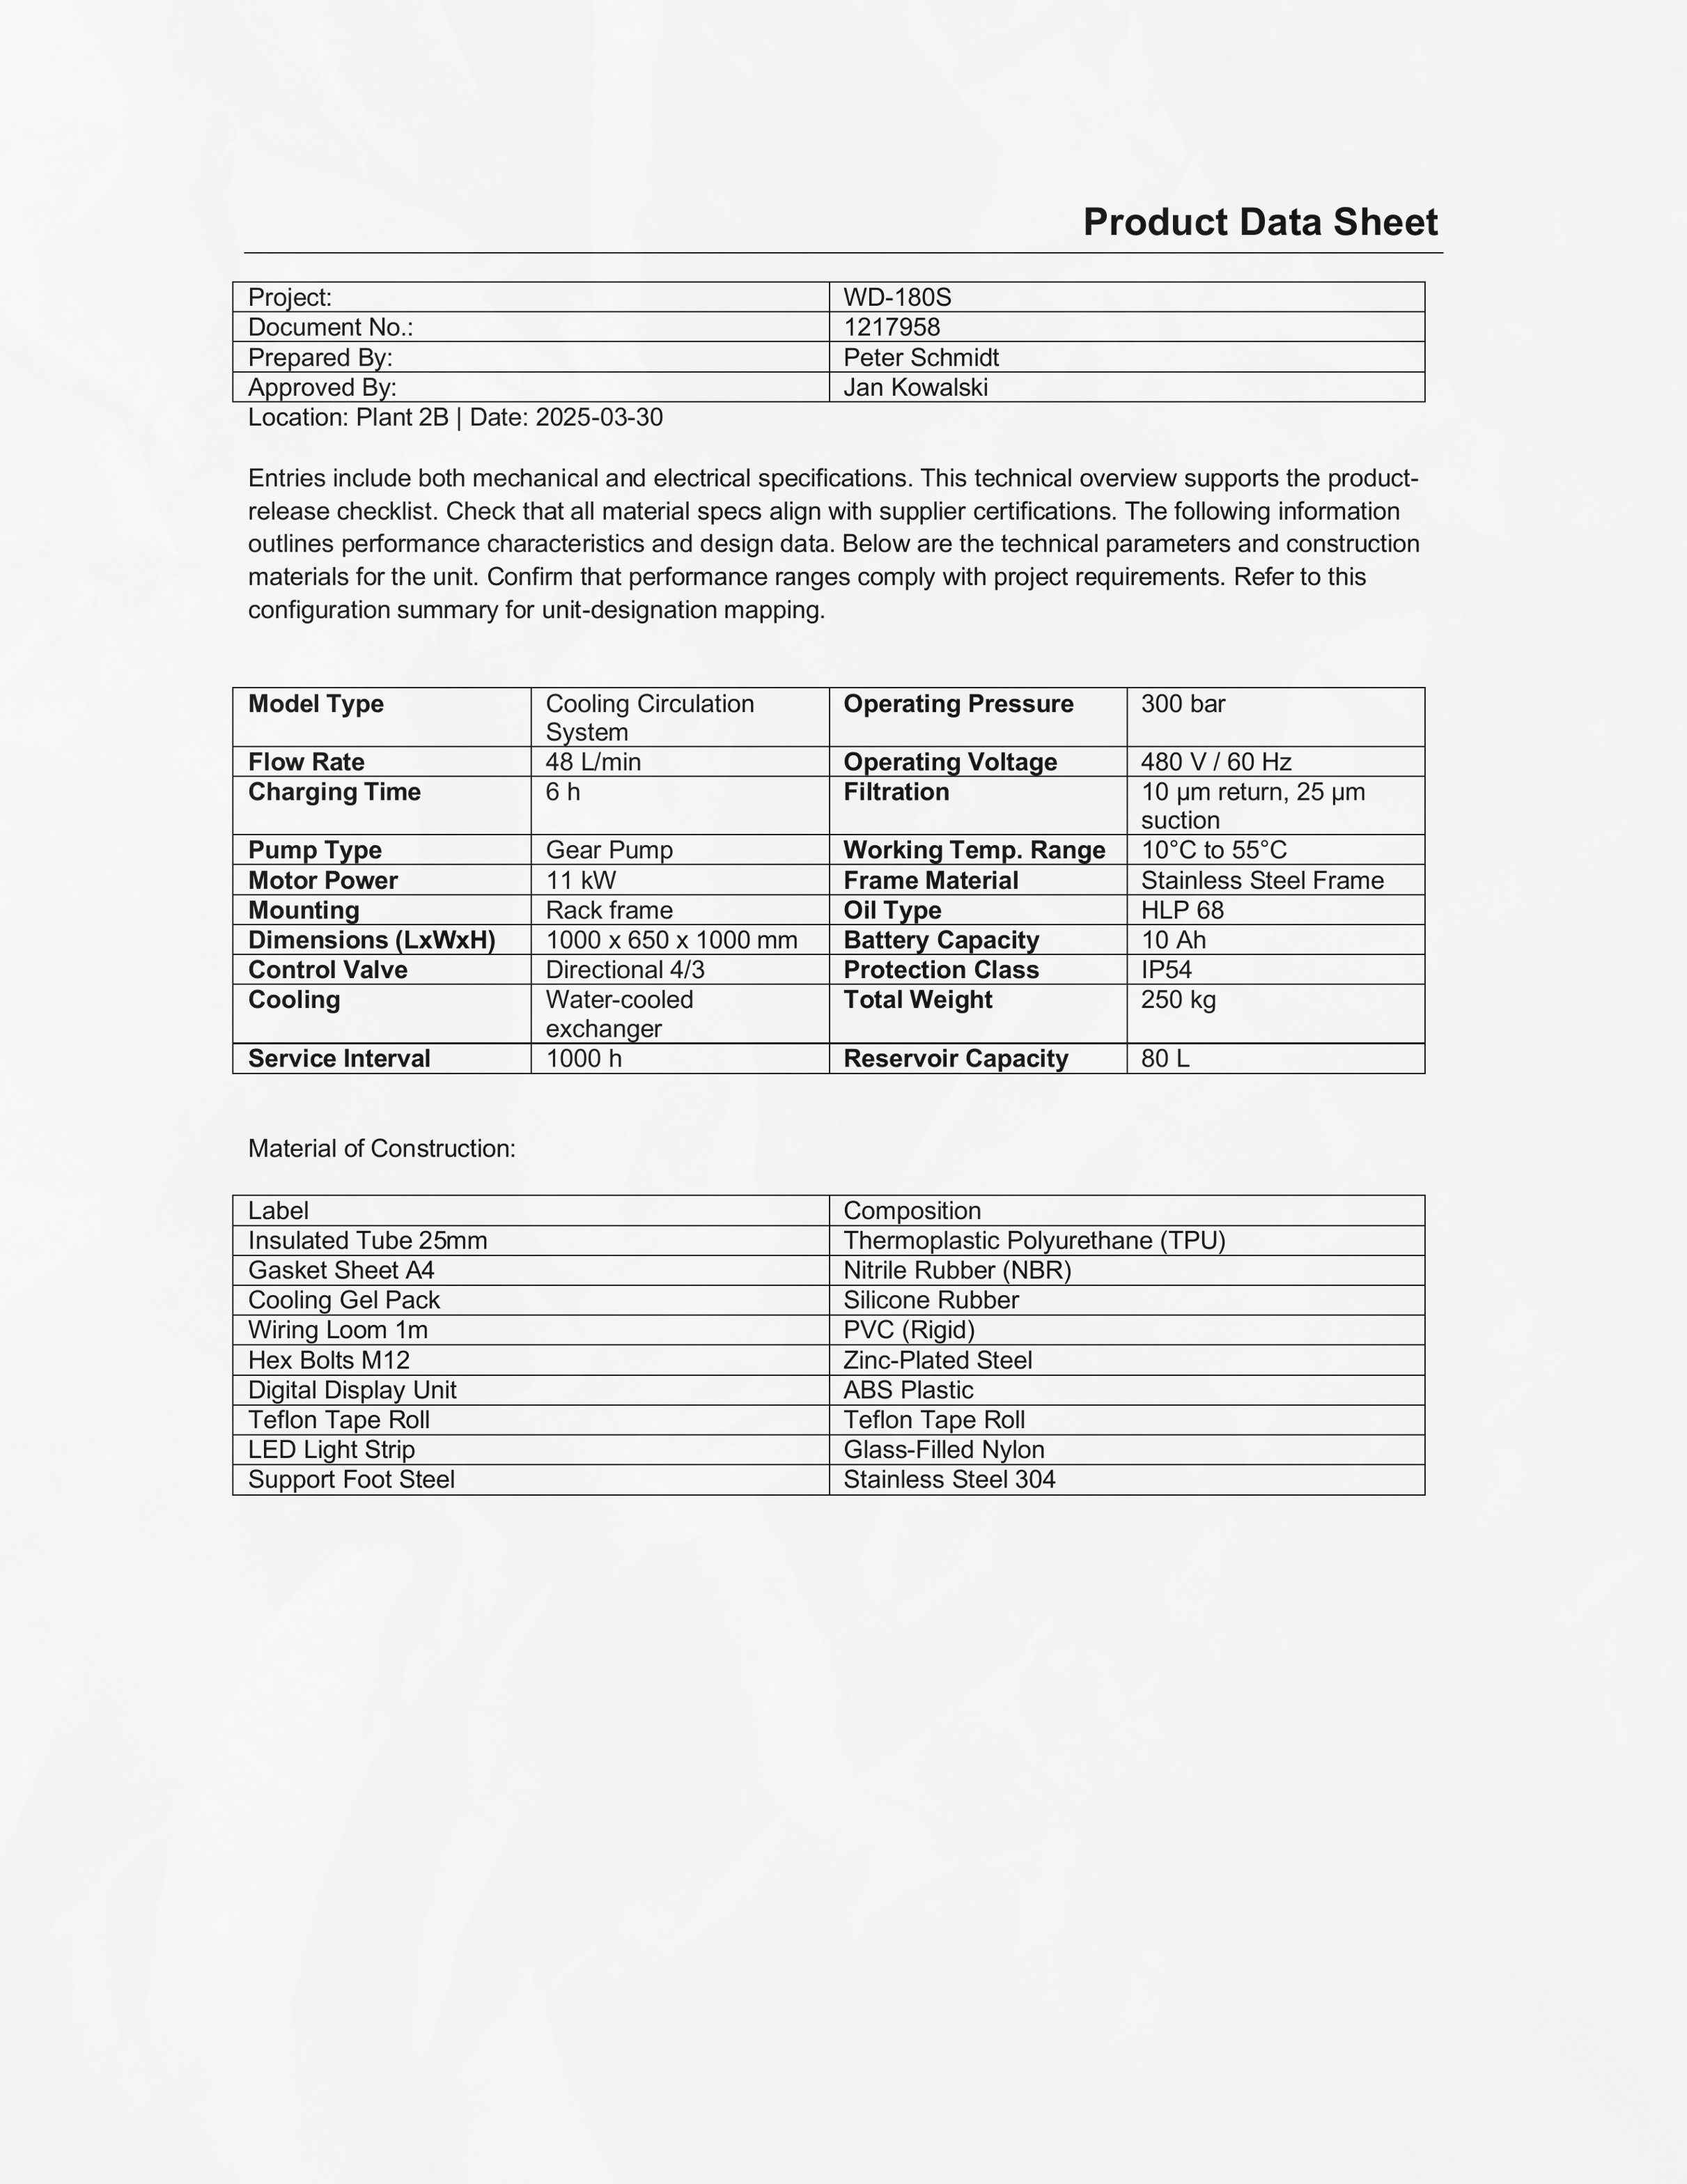 Product Data Sheet
Project: WD-180S
Document No.: 1217958
Prepared By: Peter Schmidt
Approved By: Jan Kowalski
Location: Plant 2B | Date: 2025-03-30
Entries include both mechanical and electrical specifications. This technical overview supports the product-
release checklist. Check that all material specs align with supplier certifications. The following information
outlines performance characteristics and design data. Below are the technical parameters and construction
materials for the unit. Confirm that performance ranges comply with project requirements. Refer to this
configuration summary for unit-designation mapping.
Model Type Cooling Circulation System Operating Pressure 300 bar
Flow Rate 48 L/min Operating Voltage 480 V / 60 Hz
Charging Time 6 h Filtration 10 µm return, 25 µm suction
Pump Type Gear Pump Working Temp. Range 10°C to 55°C
Motor Power 11 kW Frame Material Stainless Steel Frame
Mounting Rack frame Oil Type HLP 68
Dimensions (LxWxH) 1000 x 650 x 1000 mm Battery Capacity 10 Ah
Control Valve Directional 4/3 Protection Class IP54
Cooling Water-cooled exchanger Total Weight 250 kg
Service Interval 1000 h Reservoir Capacity 80 L
Material of Construction:
Label Composition
Insulated Tube 25mm Thermoplastic Polyurethane (TPU)
Gasket Sheet A4 Nitrile Rubber (NBR)
Cooling Gel Pack Silicone Rubber
Wiring Loom 1m PVC (Rigid)
Hex Bolts M12 Zinc-Plated Steel
Digital Display Unit ABS Plastic
Teflon Tape Roll Teflon Tape Roll
LED Light Strip Glass-Filled Nylon
Support Foot Steel Stainless Steel 304